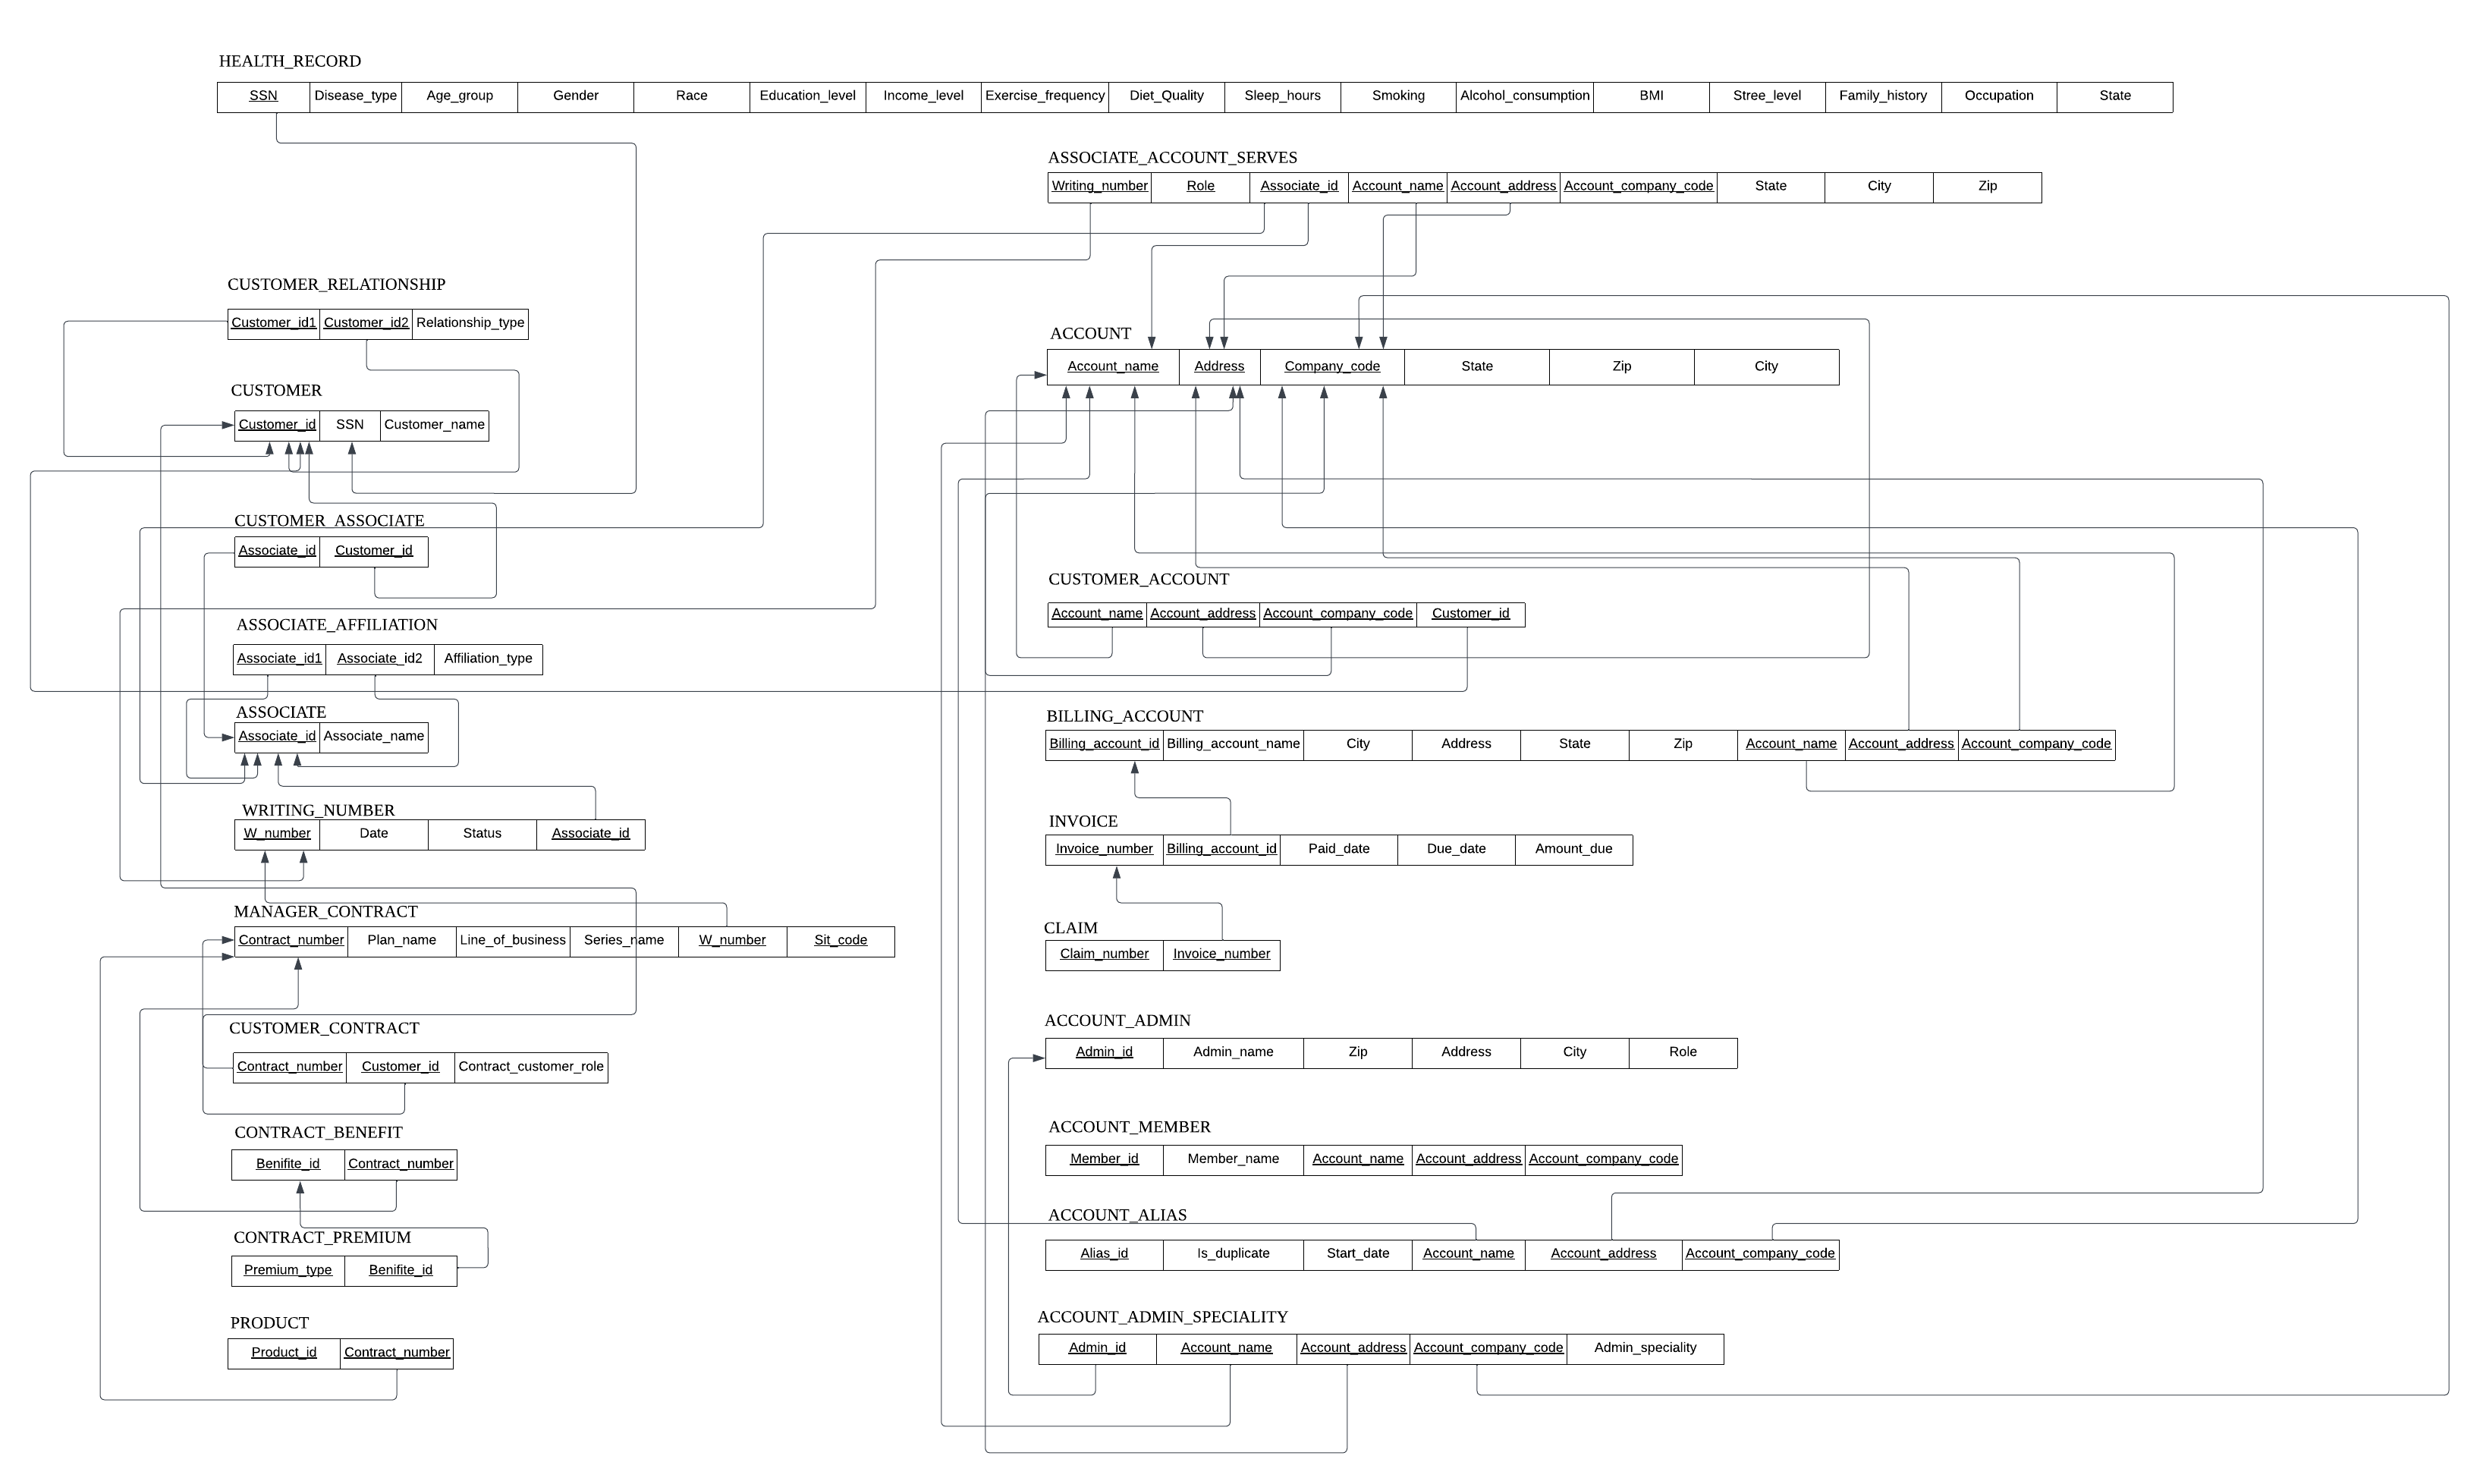 HEALTH_RECORD
SSN Disease_type Age_group Gender Race Education_level Income_level Exercise_frequency Diet_Quality Sleep_hours Smoking Alcohol_consumption BMI Stree_level Family_history Occupation State
ASSOCIATE_ACCOUNT_SERVES
Writing_number Role Associate_id Account_name Account_address Account_company_code State City Zip
CUSTOMER_RELATIONSHIP
Customer_id1 Customer_id2 Relationship_type
CUSTOMER
Customer_id SSN Customer_name
CUSTOMER_ASSOCIATE
Associate_id Customer_id
ASSOCIATE_AFFILIATION
Associate_id1 Associate_id2 Affiliation_type
ASSOCIATE
Associate_id Associate_name
WRITING_NUMBER
W_number Date Status Associate_id
MANAGER_CONTRACT
Contract_number Plan_name Line_of_business Series_name W_number Sit_code
CUSTOMER_CONTRACT
Contract_number Customer_id Contract_customer_role
CONTRACT_BENEFIT
Benifite_id Contract_number
CONTRACT_PREMIUM
Premium_type Benifite_id
PRODUCT
Product_id Contract_number
ACCOUNT
Account_name Address Company_code State Zip City
CUSTOMER_ACCOUNT
Account_name Account_address Account_company_code Customer_id
BILLING_ACCOUNT
Billing_account_id Billing_account_name City Address State Zip Account_name Account_address Account_company_code
INVOICE
Invoice_number Billing_account_id Paid_date Due_date Amount_due
CLAIM
Claim_number Invoice_number
ACCOUNT_ADMIN
Admin_id Admin_name Zip Address City Role
ACCOUNT_MEMBER
Member_id Member_name Account_name Account_address Account_company_code
ACCOUNT_ALIAS
Alias_id Is_duplicate Start_date Account_name Account_address Account_company_code
ACCOUNT_ADMIN_SPECIALITY
Admin_id Account_name Account_address Account_company_code Admin_speciality